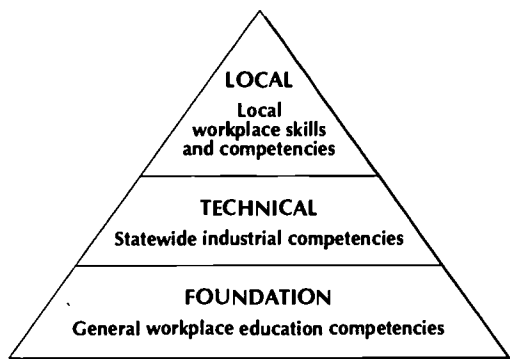 LOCAL
Local
workplace skills
and competencies
TECHNICAL
Statewide industrial competencies
FOUNDATION
General workplace education competencies